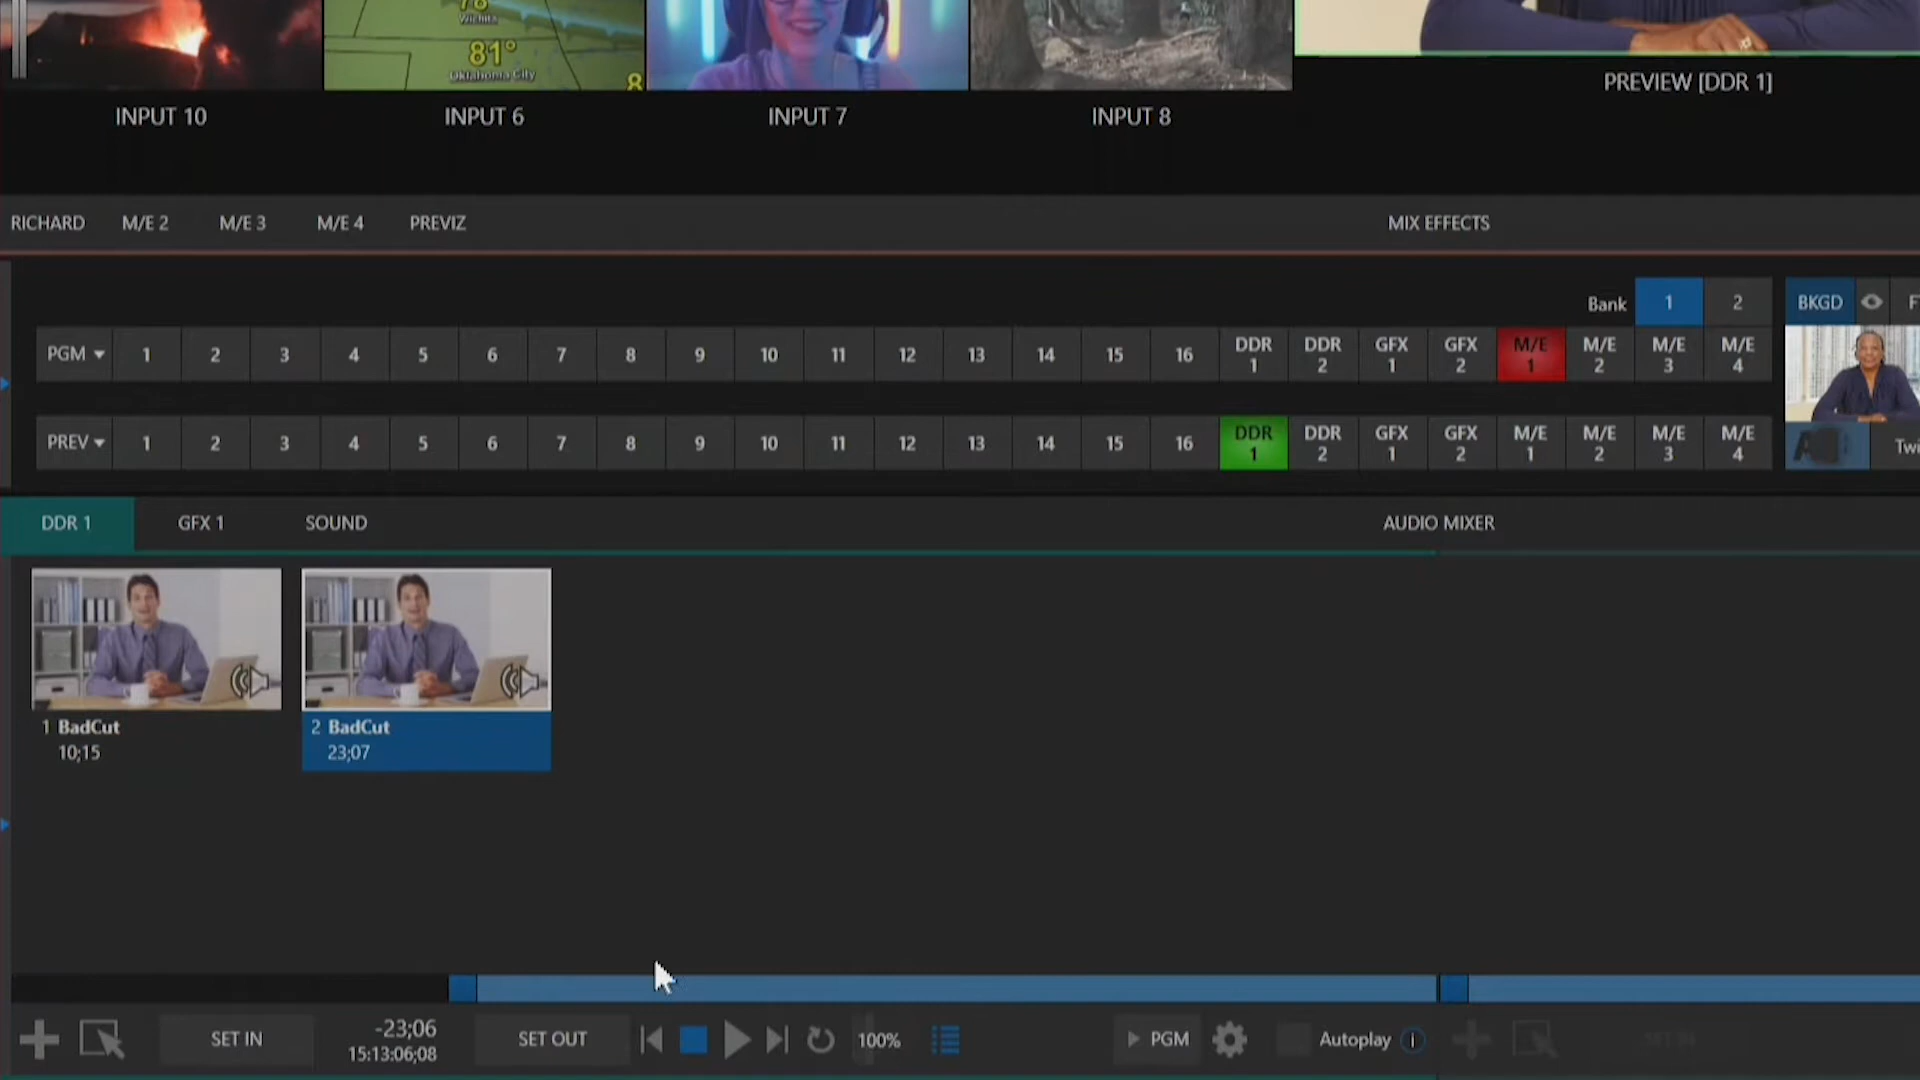 78°
Wichita
81°
Oklahoma City
8
INPUT 10
INPUT 6
INPUT 7
INPUT 8
PREVIEW [DDR 1]
RICHARD
M/E 2
M/E 3
M/E 4
PREVIZ
MIX EFFECTS
Bank
1
2
BKGD
PGM
1
2
3
4
5
6
7
8
9
10
11
12
13
14
15
16
DDR 1
DDR 2
GFX 1
GFX 2
M/E 1
M/E 2
M/E 3
M/E 4
PREV
1
2
3
4
5
6
7
8
9
10
11
12
13
14
15
16
DDR 1
DDR 2
GFX 1
GFX 2
M/E 1
M/E 2
M/E 3
M/E 4
DDR 1
GFX 1
SOUND
AUDIO MIXER
1 BadCut
10;15
2 BadCut
23;07
SET IN
-23;06
15:13:06;08
SET OUT
100%
PGM
Autoplay